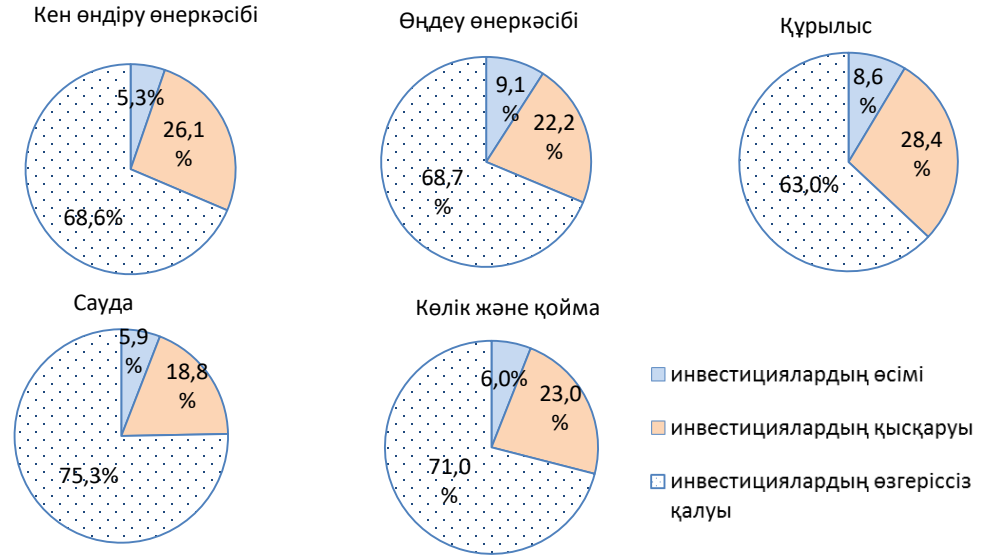 Кен өндіру өнеркәсібі
5,3%
26,1
%
68,6%
Өңдеу өнеркәсібі
9,1
%
22,2
%
68,7
%
Құрылыс
8,6
%
28,4
%
63,0%
Сауда
5,9
%
18,8
%
75,3%
Көлік және қойма
6,0%
23,0
%
71,0
%
инвестициялардың өсімі
инвестициялардың қысқаруы
инвестициялардың өзгеріссіз
қалуы